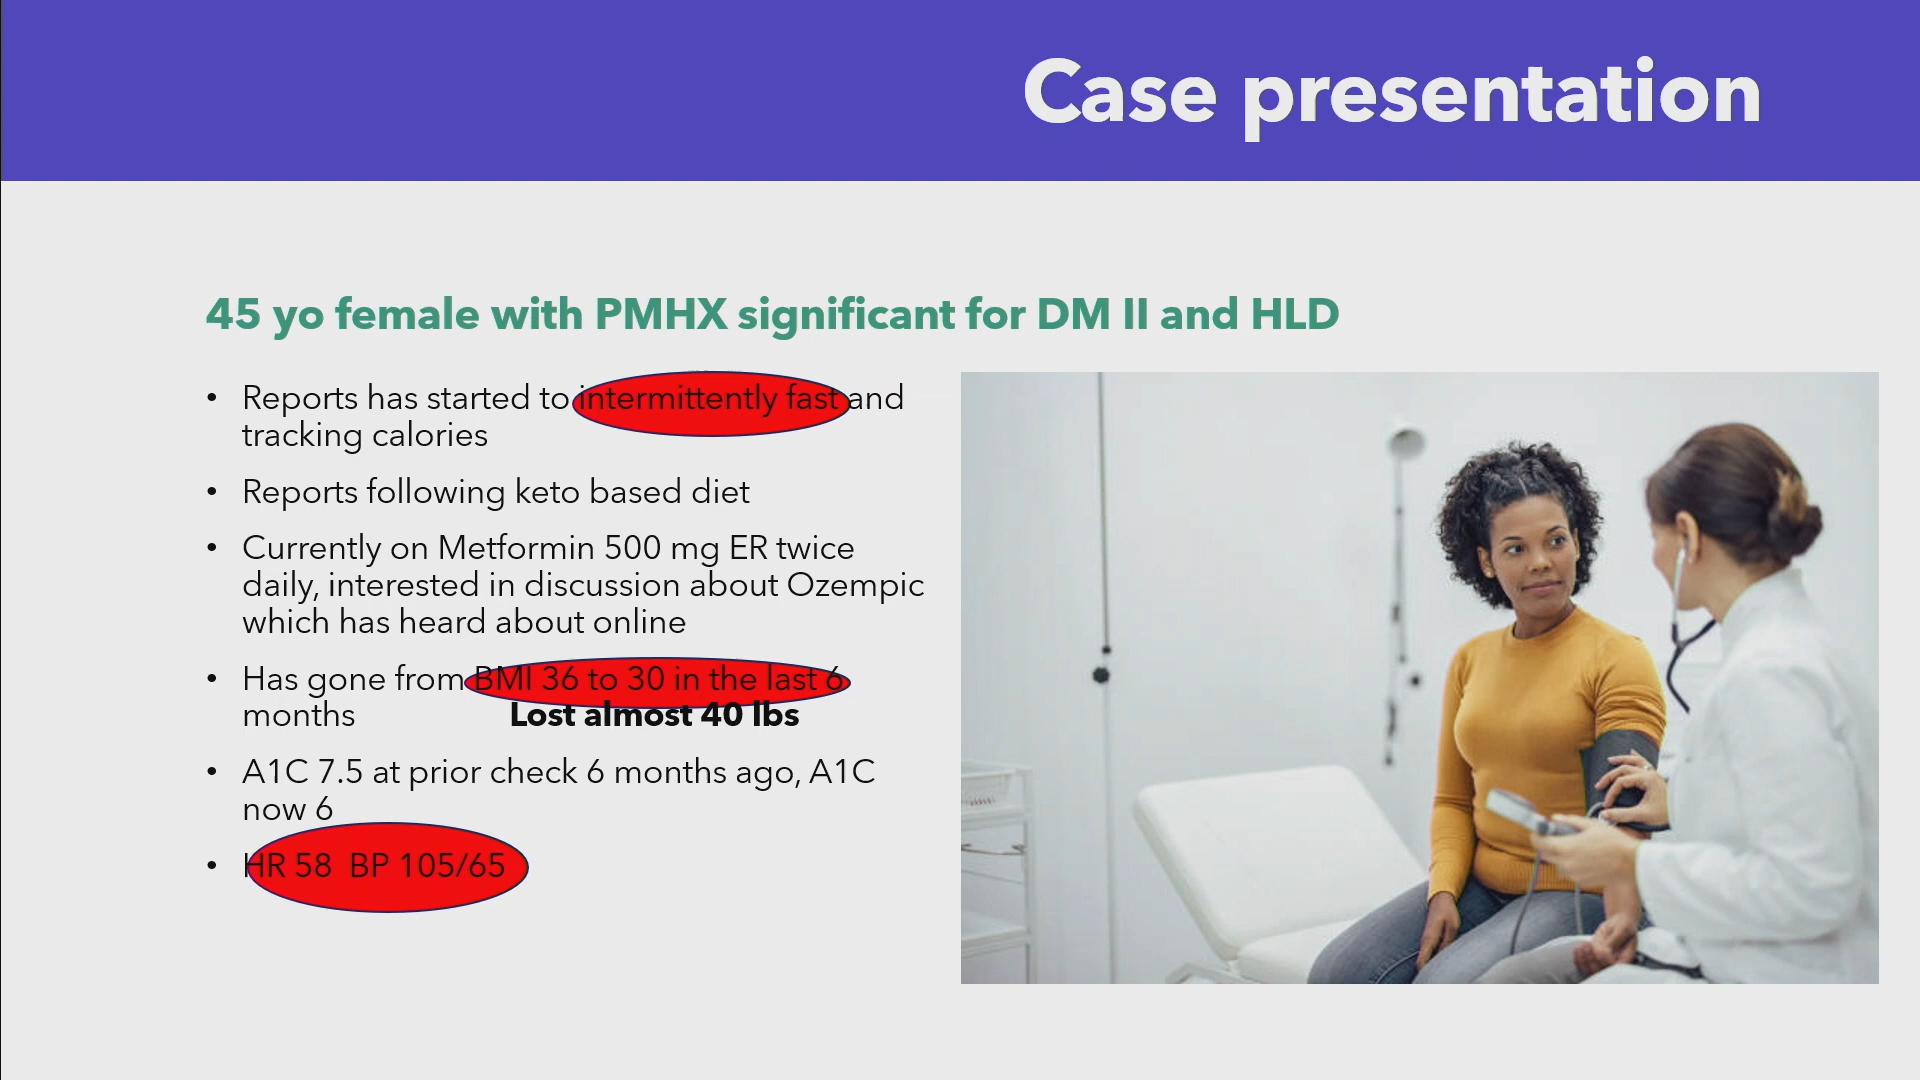 Case presentation
45 yo female with PMHX significant for DM II and HLD
• Reports has started to intermittently fast and
tracking calories
• Reports following keto based diet
• Currently on Metformin 500 mg ER twice
daily, interested in discussion about Ozempic
which has heard about online
• Has gone from BMI 36 to 30 in the last 6
months Lost almost 40 lbs
• A1C 7.5 at prior check 6 months ago, A1C
now 6
• HR 58 BP 105/65